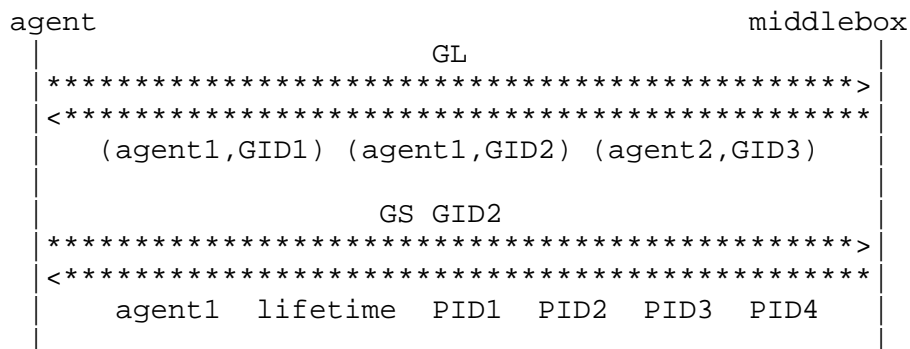 agent middlebox
GL
|**********************************************>|
|<**********************************************|
(agent1,GID1) (agent1,GID2) (agent2,GID3)
GS GID2
|**********************************************>|
|<**********************************************|
agent1 lifetime PID1 PID2 PID3 PID4